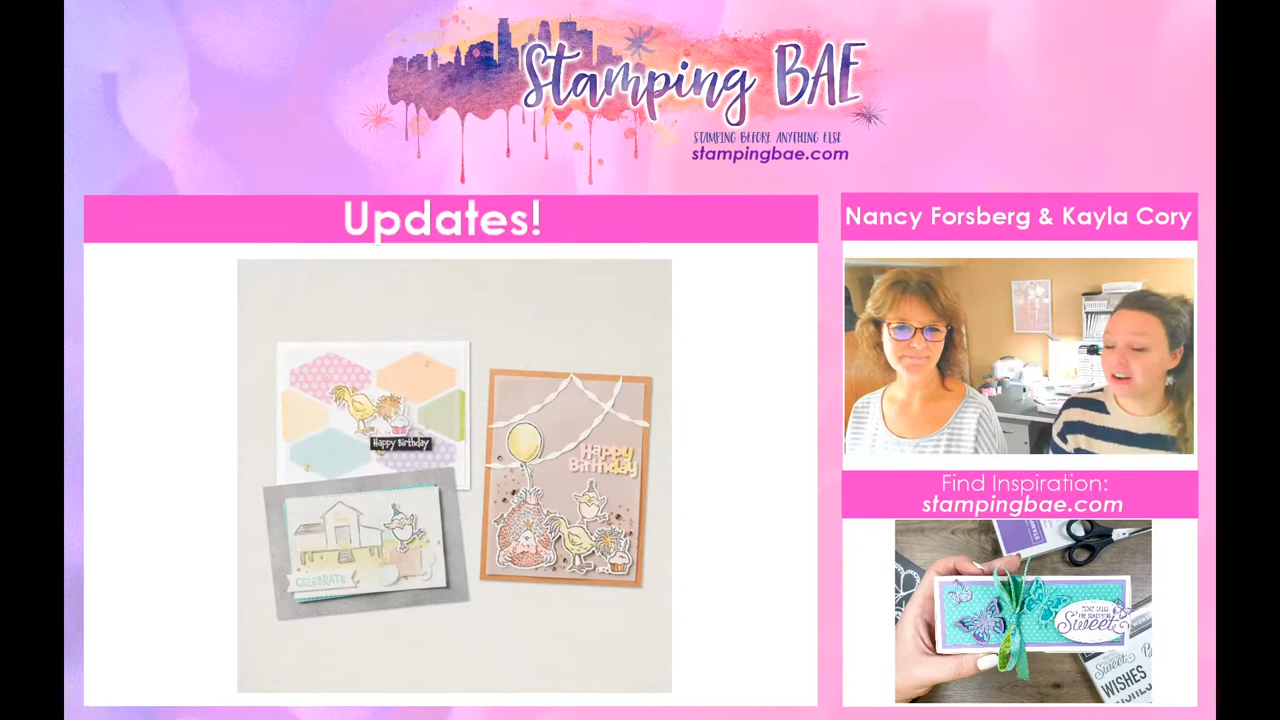 Stamping BAE
STAMPING BEFORE ANYTHING ELSE
stampingbae.com
Updates!
Nancy Forsberg & Kayla Cory
Happy Birthday
Happy
Birthday
CELEBRATE
Find Inspiration:
stampingbae.com
Sweet
Sweet
WISHES